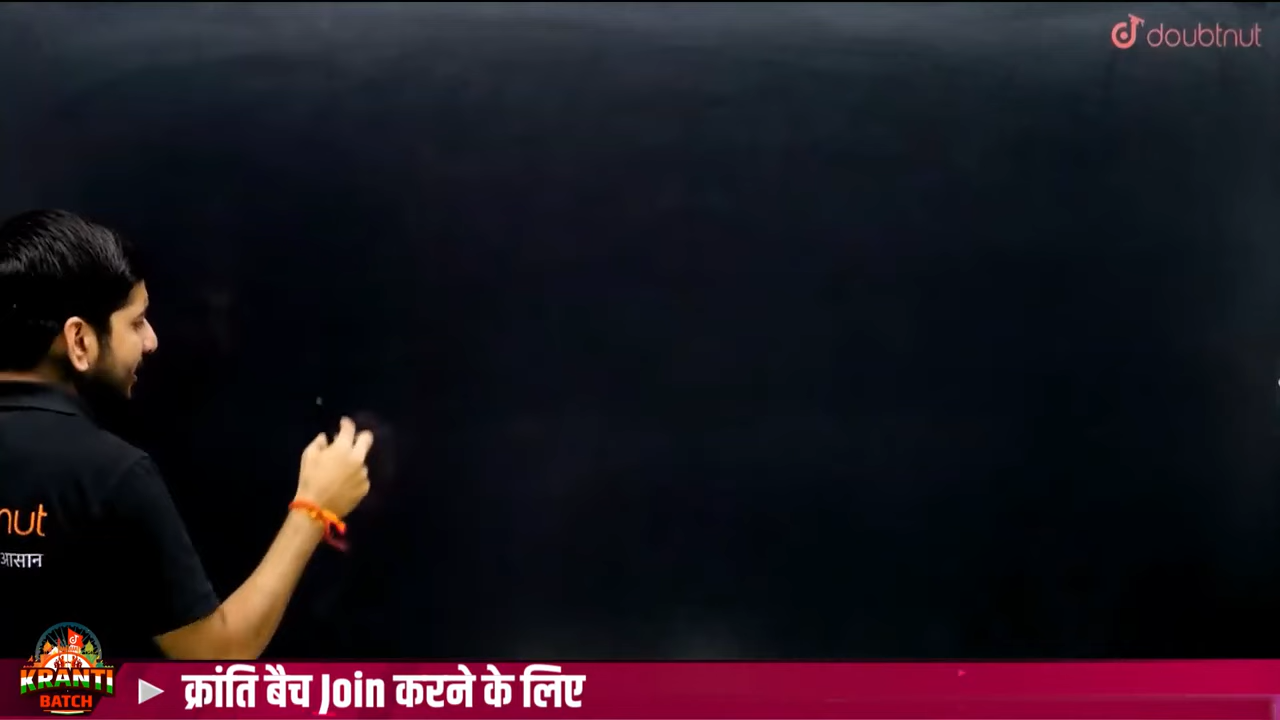 doubtnut
nut
आसान
KRANTI
BATCH
क्रांति बैच Join करने के लिए